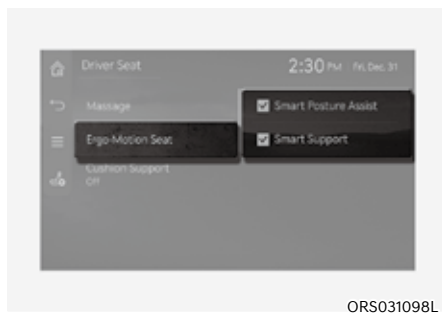 Driver Seat
2:30 PM Fri, Dec. 31
Massage
Smart Posture Assist
Ergo-Motion Seat
Smart Support
Cushion Support
Off
ORS031098L